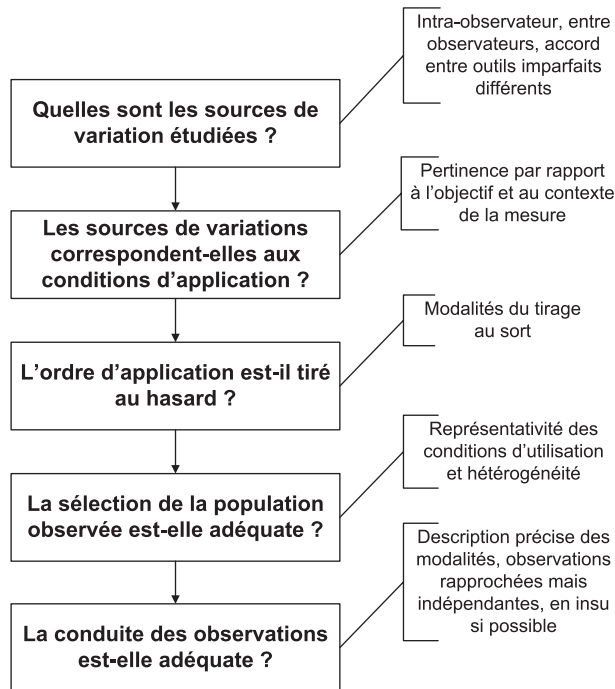 Intra-observateur, entre
observateurs, accord
entre outils imparfaits
différents
Quelles sont les sources de
variation étudiées ?
Pertinence par rapport
à l'objectif et au contexte
de la mesure
Les sources de variations
correspondent-elles aux
conditions d'application ?
Modalités du tirage
au sort
L'ordre d'application est-il tiré
au hasard ?
Représentativité des
conditions d'utilisation
et hétérogénéité
La sélection de la population
observée est-elle adéquate ?
Description précise des
modalités, observations
rapprochées mais
indépendantes, en insu
si possible
La conduite des observations
est-elle adéquate ?